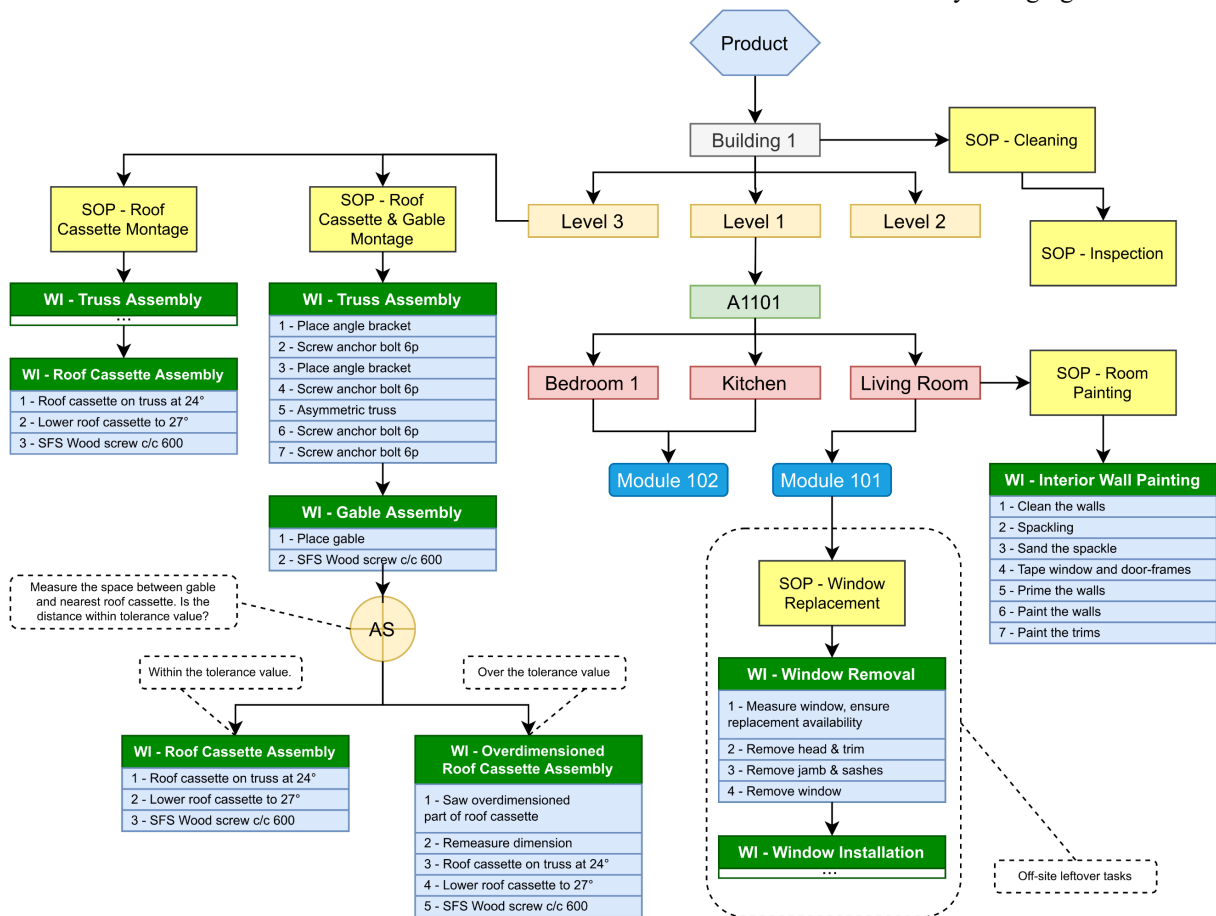 Product
Building 1
SOP - Cleaning
SOP - Roof
Cassette Montage
SOP - Roof
Cassette & Gable
Montage
Level 3
Level 1
Level 2
SOP - Inspection
WI - Truss Assembly
...
WI - Truss Assembly
1 - Place angle bracket
2 - Screw anchor bolt 6p
3 - Place angle bracket
4 - Screw anchor bolt 6p
5 - Asymmetric truss
6 - Screw anchor bolt 6p
7 - Screw anchor bolt 6p
A1101
WI - Roof Cassette Assembly
1 - Roof cassette on truss at 24°
2 - Lower roof cassette to 27°
3 - SFS Wood screw c/c 600
Bedroom 1
Kitchen
Living Room
SOP - Room
Painting
Module 102
Module 101
WI - Interior Wall Painting
1 - Clean the walls
2 - Spackling
3 - Sand the spackle
4 - Tape window and door-frames
5 - Prime the walls
6 - Paint the walls
7 - Paint the trims
WI - Gable Assembly
1 - Place gable
2 - SFS Wood screw c/c 600
Measure the space between gable
and nearest roof cassette. Is the
distance within tolerance value?
AS
SOP - Window
Replacement
Within the tolerance value.
Over the tolerance value
WI - Window Removal
1 - Measure window, ensure
replacement availability
2 - Remove head & trim
3 - Remove jamb & sashes
4 - Remove window
WI - Roof Cassette Assembly
1 - Roof cassette on truss at 24°
2 - Lower roof cassette to 27°
3 - SFS Wood screw c/c 600
WI - Overdimensioned
Roof Cassette Assembly
1 - Saw overdimensioned
part of roof cassette
2 - Remeasure dimension
3 - Roof cassette on truss at 24°
4 - Lower roof cassette to 27°
5 - SFS Wood screw c/c 600
WI - Window Installation
...
Off-site leftover tasks